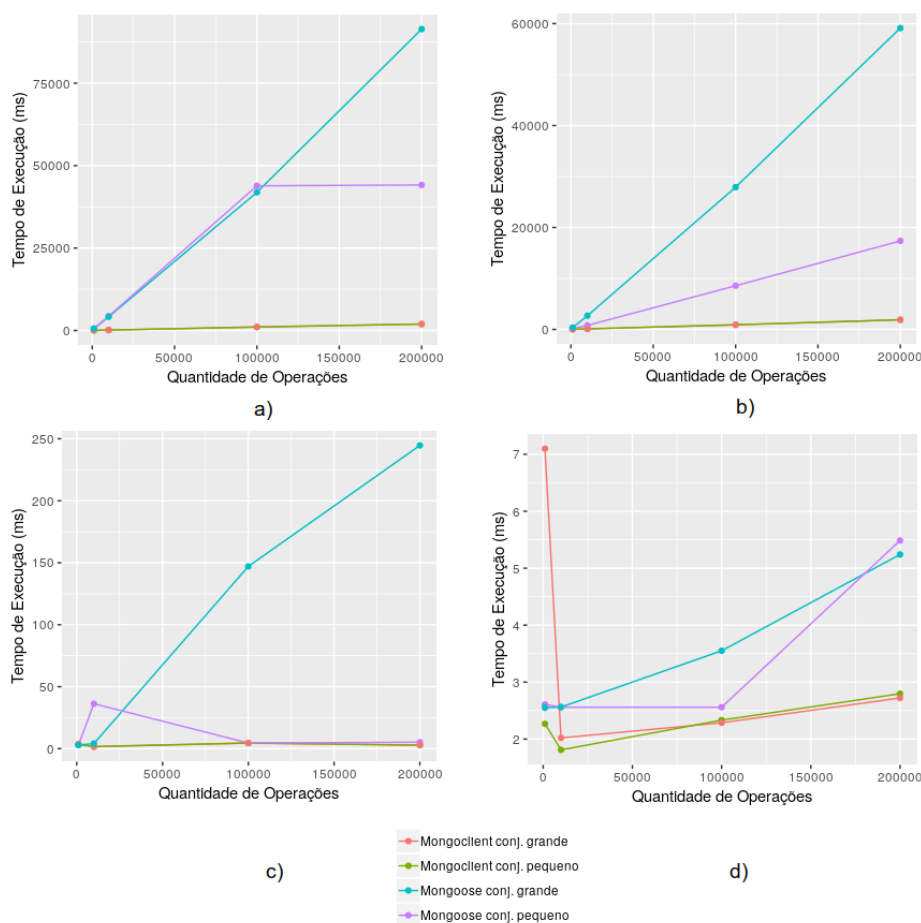 75000
50000
25000
0
Tempo de Execução (ms)
0 50000 100000 150000 200000
Quantidade de Operações
a)
60000
40000
20000
0
Tempo de Execução (ms)
0 50000 100000 150000 200000
Quantidade de Operações
b)
250
200
150
100
50
0
Tempo de Execução (ms)
0 50000 100000 150000 200000
Quantidade de Operações
c)
7
6
5
4
3
2
Tempo de Execução (ms)
0 50000 100000 150000 200000
Quantidade de Operações
d)
Mongoclient conj. grande
Mongoclient conj. pequeno
Mongoose conj. grande
Mongoose conj. pequeno